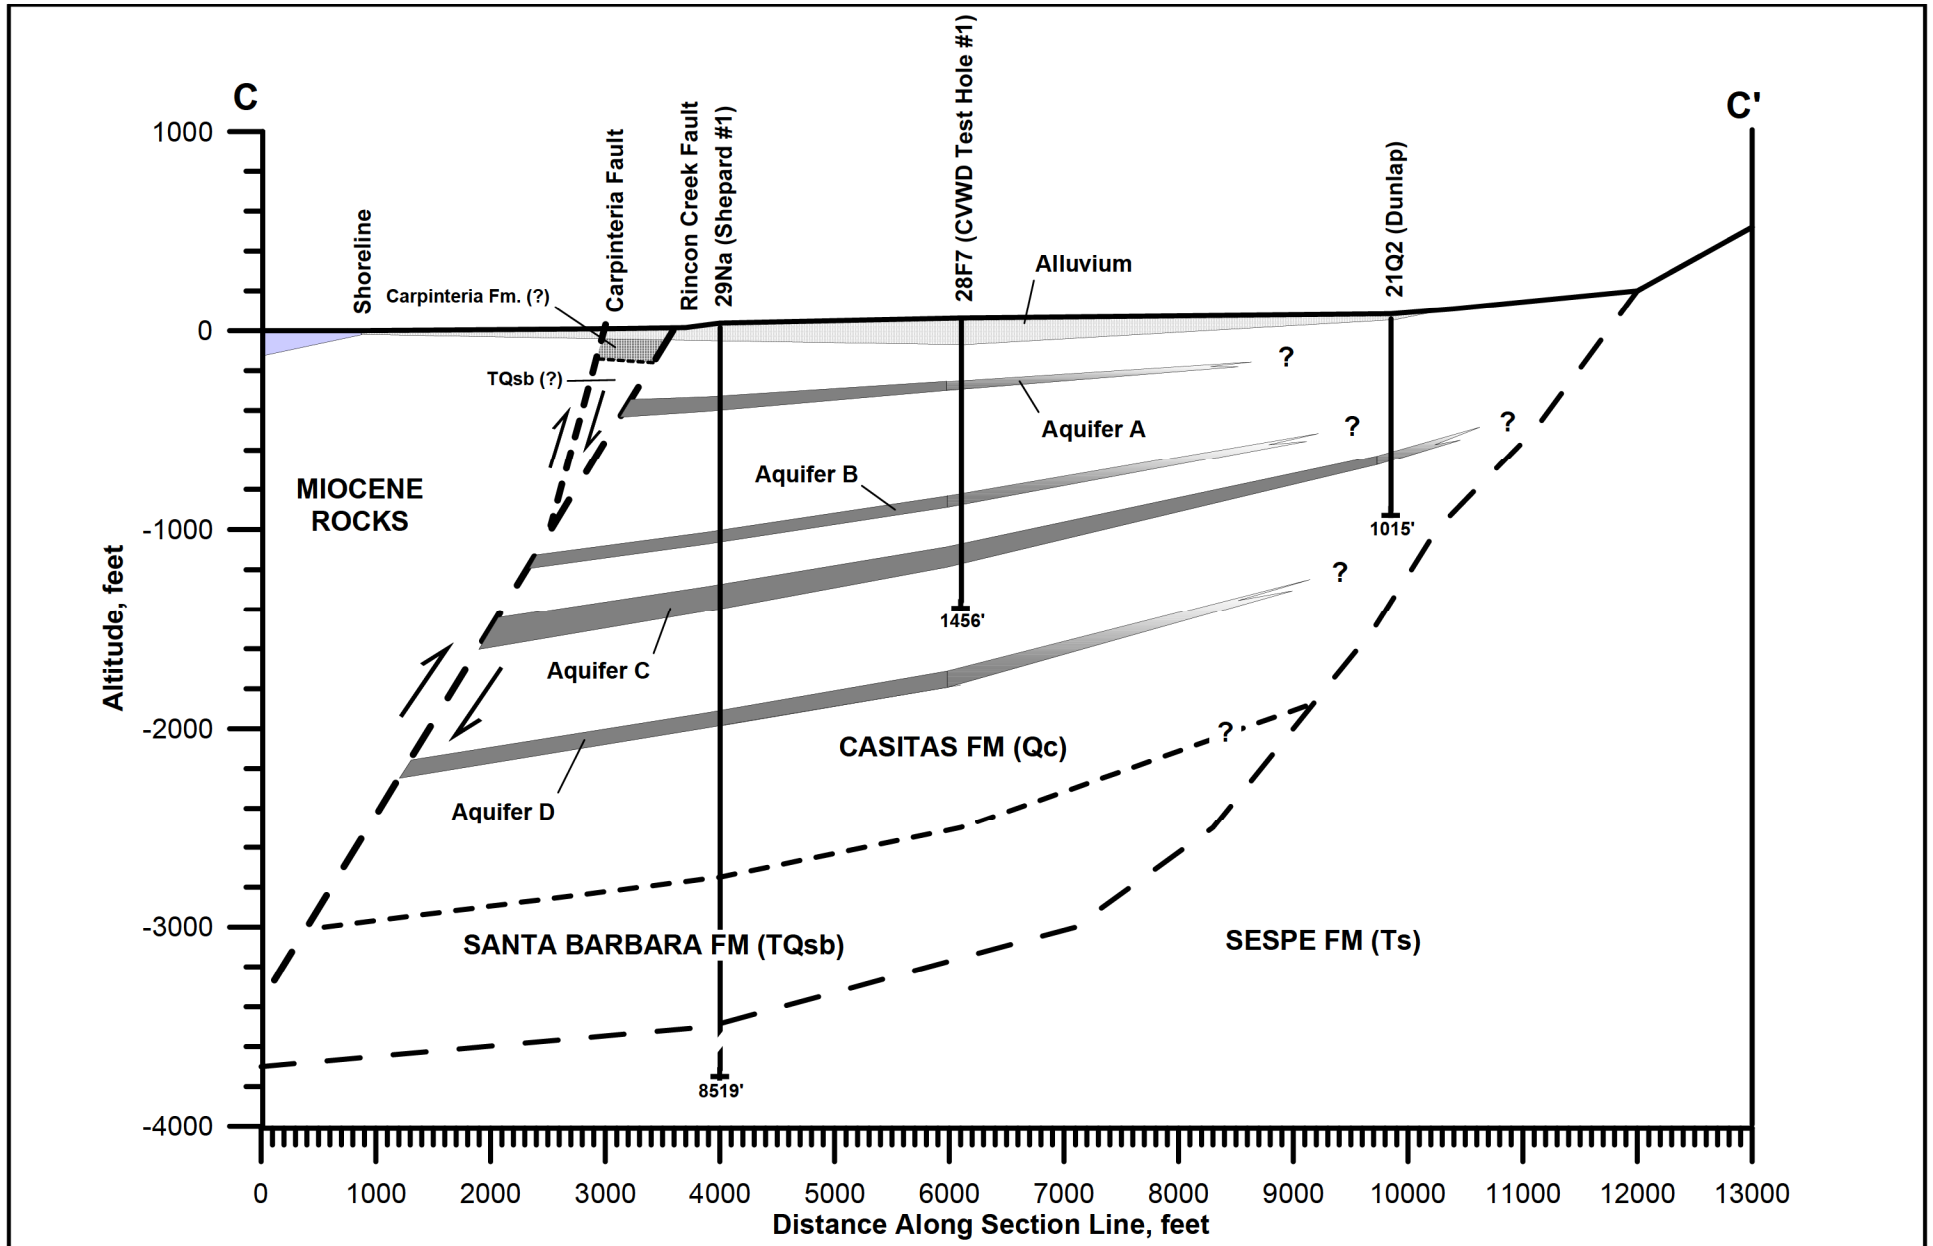 C
C'
Shoreline
Carpinteria Fault
Rincon Creek Fault
29Na (Shepard #1)
28F7 (CVWD Test Hole #1)
21Q2 (Dunlap)
Carpinteria Fm. (?)
Alluvium
TQsb (?)
?
Aquifer A
?
?
Aquifer B
MIOCENE
ROCKS
1015'
?
1456'
Aquifer C
?
CASITAS FM (Qc)
Aquifer D
SANTA BARBARA FM (TQsb)
SESPE FM (Ts)
8519'
Altitude, feet
1000
0
-1000
-2000
-3000
-4000
0 1000 2000 3000 4000 5000 6000 7000 8000 9000 10000 11000 12000 13000
Distance Along Section Line, feet